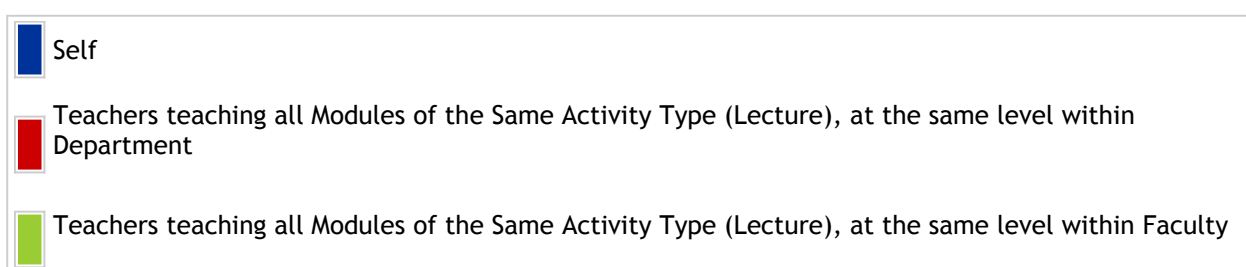 Self
Teachers teaching all Modules of the Same Activity Type (Lecture), at the same level within
Department
Teachers teaching all Modules of the Same Activity Type (Lecture), at the same level within Faculty